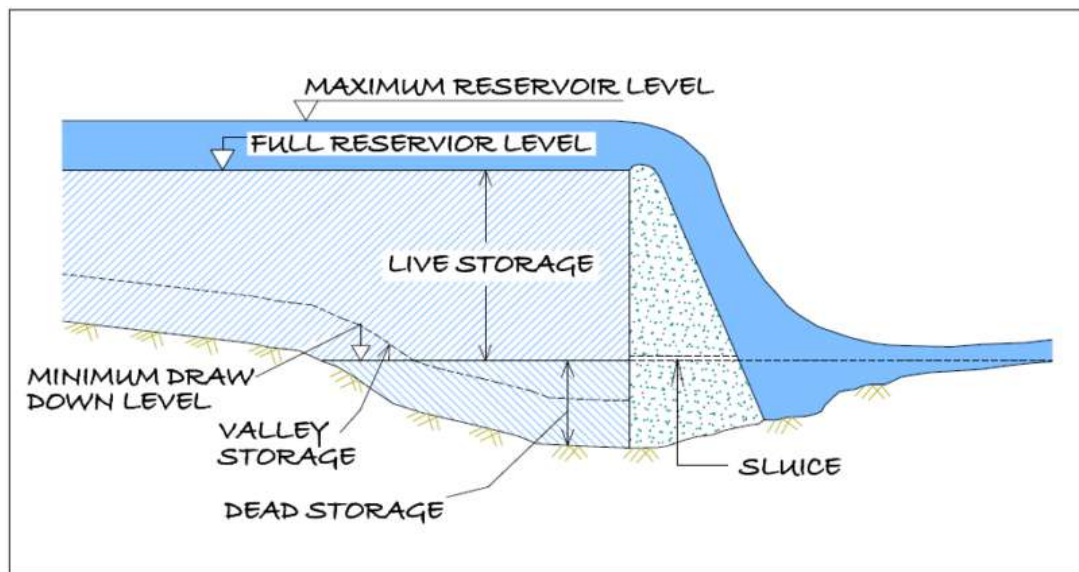 MAXIMUM RESERVOIR LEVEL
FULL RESERVIOR LEVEL
LIVE STORAGE
MINIMUM DRAW
DOWN LEVEL
VALLEY
STORAGE
SLUICE
DEAD STORAGE